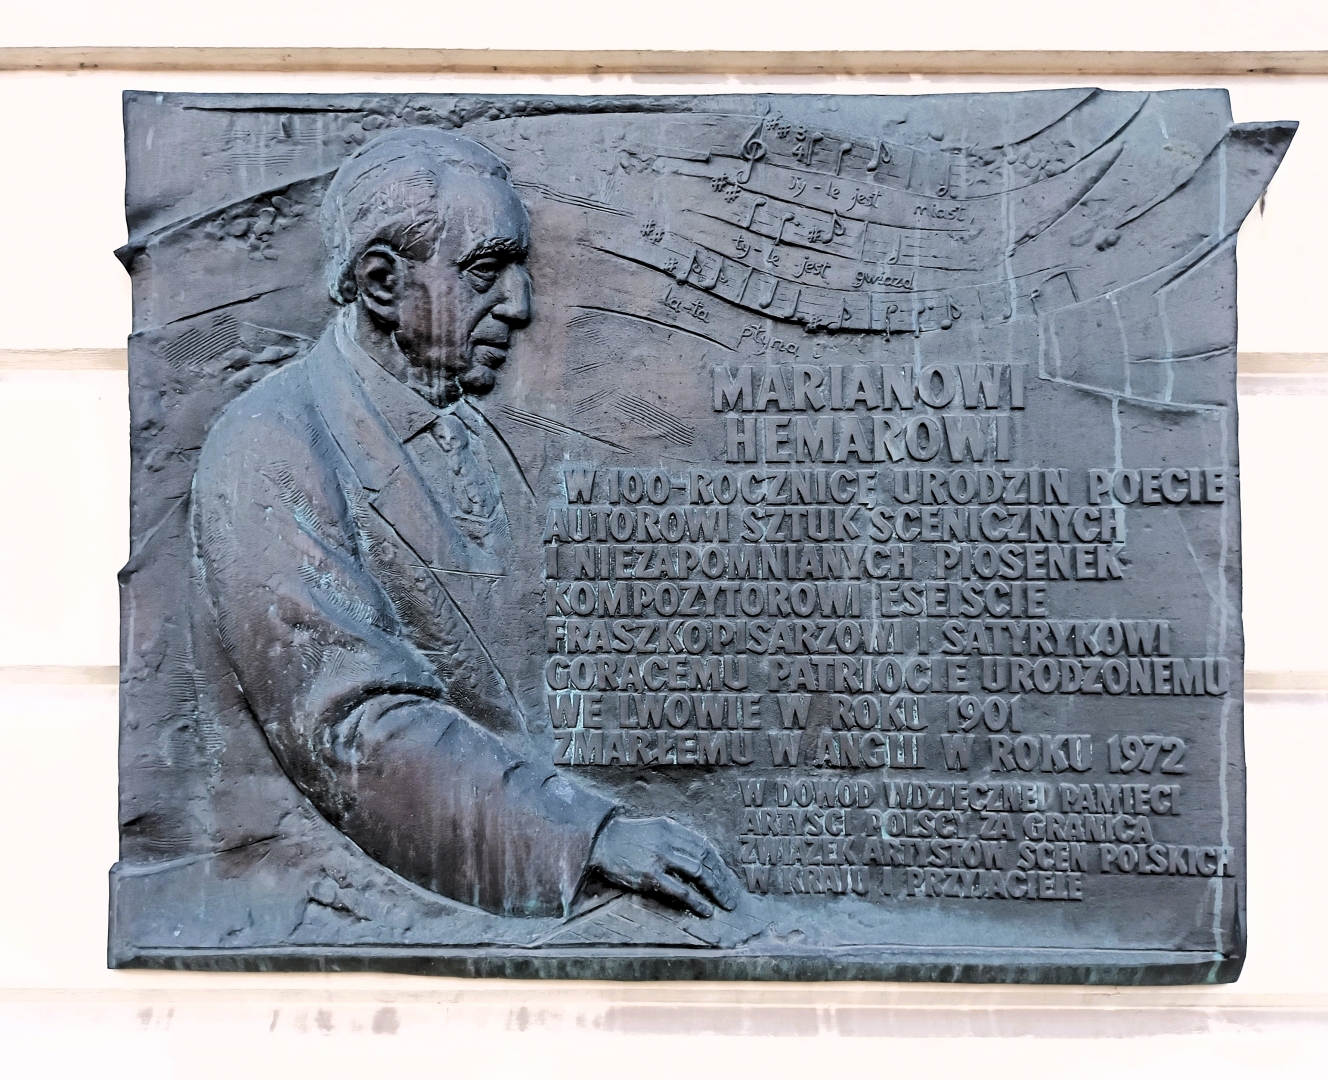 Ty-le jest miast,
ty-le jest gwiazd
la-ta płyną
MARIANOWI
HEMAROWI
W 100-ROCZNICĘ URODZIN POECIE
AUTOROWI SZTUK SCENICZNYCH
I NIEZAPOMNIANYCH PIOSENEK
KOMPOZYTOROWI ESEIŚCIE
FRASZKOPISARZOWI I SATYRYKOWI
GORĄCEMU PATRIOCIE URODZONEMU
WE LWOWIE W ROKU 1901
ZMARŁEMU W ANGLII W ROKU 1972
W DOWÓD WDZIĘCZNEJ PAMIĘCI
ARTYŚCI POLSCY ZA GRANICĄ
ZWIĄZEK ARTYSTÓW SCEN POLSKICH
W KRAJU I PRZYJACIELE